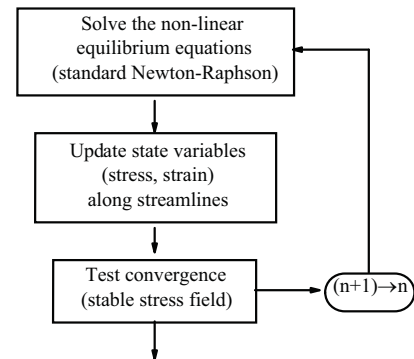 Solve the non-linear
equilibrium equations
(standard Newton-Raphson)
Update state variables
(stress, strain)
along streamlines
Test convergence
(stable stress field)
(n+1)→n